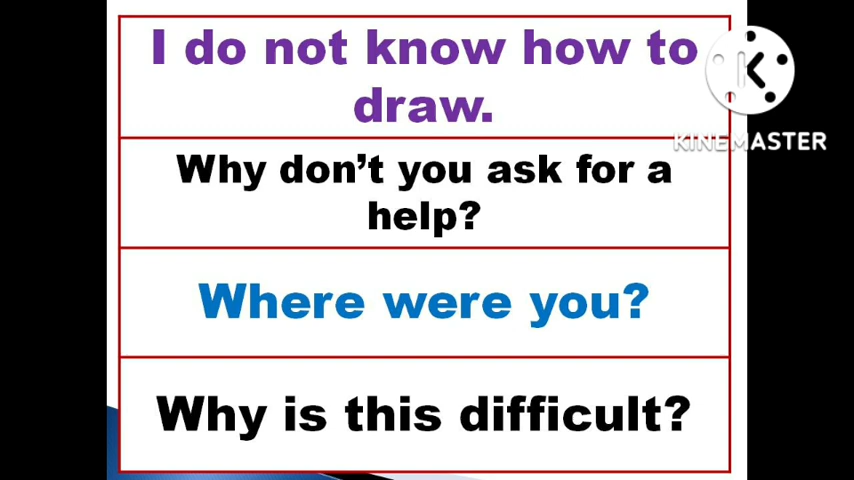 I do not know how to
draw.
Why don't you ask for a
help?
Where were you?
Why is this difficult?
KINEMASTER